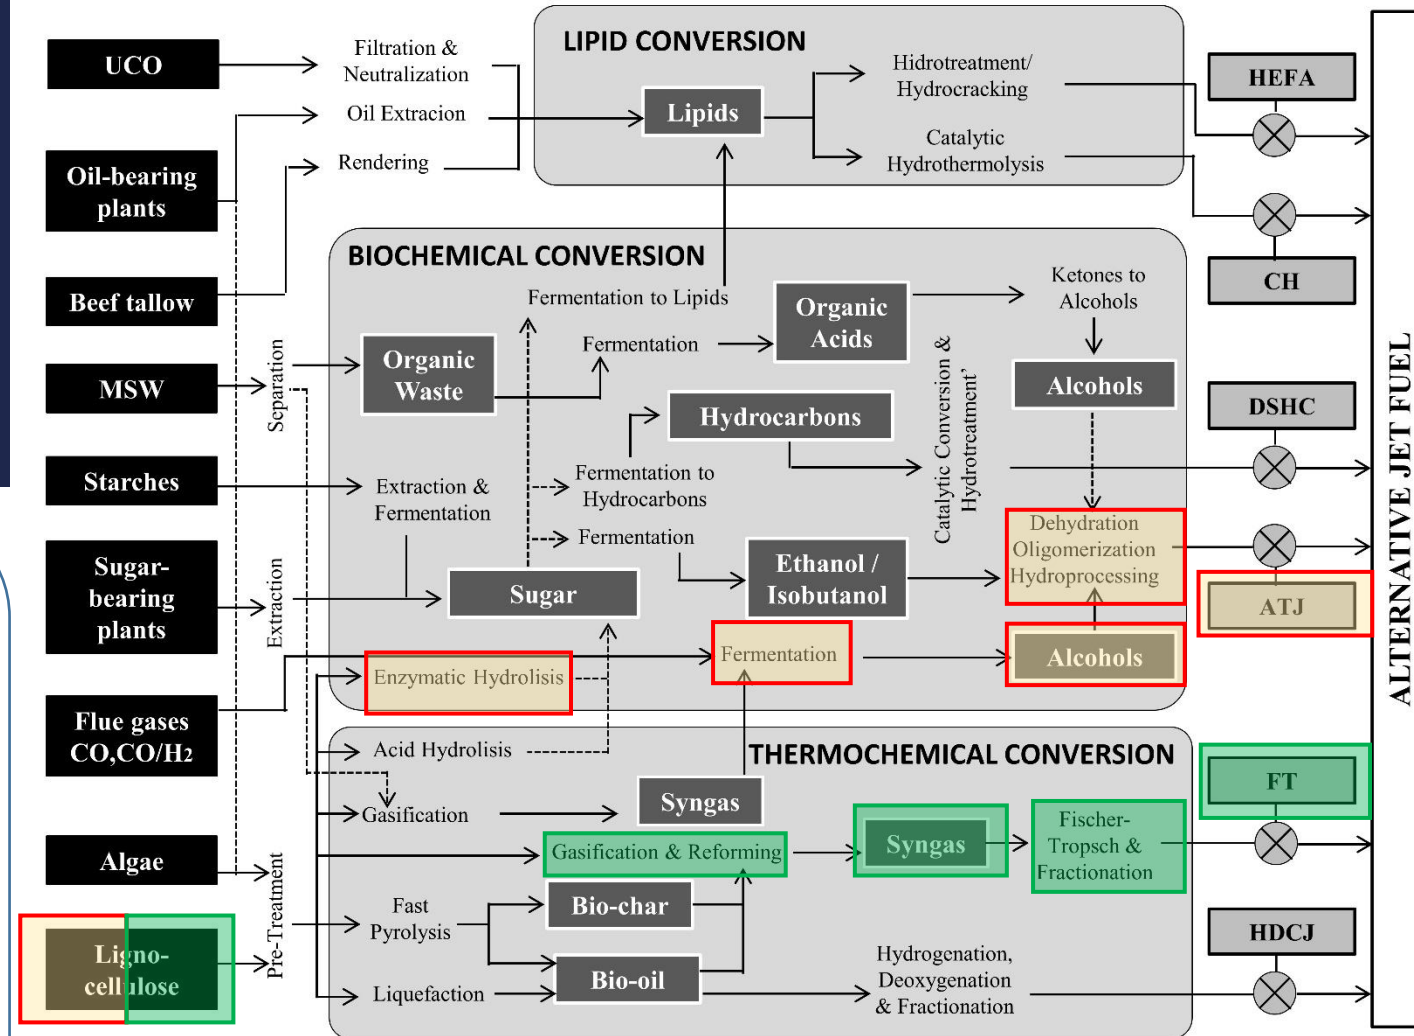 UCO
Oil-bearing
plants
Beef tallow
MSW
Starches
Sugar-
bearing
plants
Flue gases
CO,CO/H2
Algae
Ligno-
cellulose
Filtration &
Neutralization
Oil Extracion
Rendering
Separation
Extraction
Pre-Treatment
LIPID CONVERSION
Lipids
Hidrotreatment/
Hydrocracking
Catalytic
Hydrothermolysis
BIOCHEMICAL CONVERSION
Fermentation to Lipids
Organic
Waste
Fermentation
Organic
Acids
Ketones to
Alcohols
Alcohols
Hydrocarbons
Catalytic Conversion &
Hydrotreatment’
Extraction &
Fermentation
Fermentation to
Hydrocarbons
Fermentation
Sugar
Ethanol /
Isobutanol
Dehydration
Oligomerization
Hydroprocessing
Enzymatic Hydrolisis
Fermentation
Alcohols
Acid Hydrolisis
THERMOCHEMICAL CONVERSION
Gasification
Syngas
Gasification & Reforming
Syngas
Fischer-
Tropsch &
Fractionation
Fast
Pyrolysis
Bio-char
Bio-oil
Liquefaction
Hydrogenation,
Deoxygenation
& Fractionation
HEFA
CH
DSHC
ATJ
FT
HDCJ
ALTERNATIVE JET FUEL